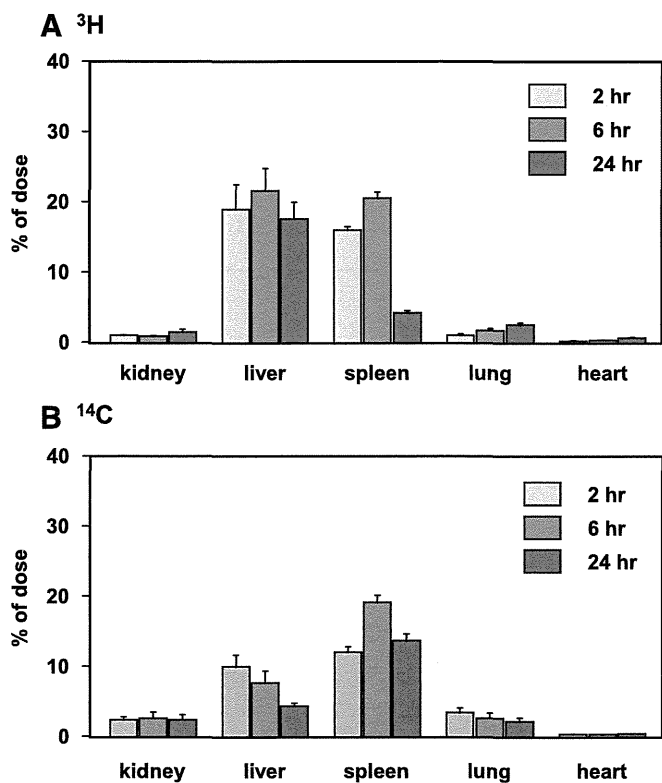 A ³H
40
30
20
10
0
% of dose
2 hr
6 hr
24 hr
kidney liver spleen lung heart
B ¹⁴C
40
30
20
10
0
% of dose
2 hr
6 hr
24 hr
kidney liver spleen lung heart